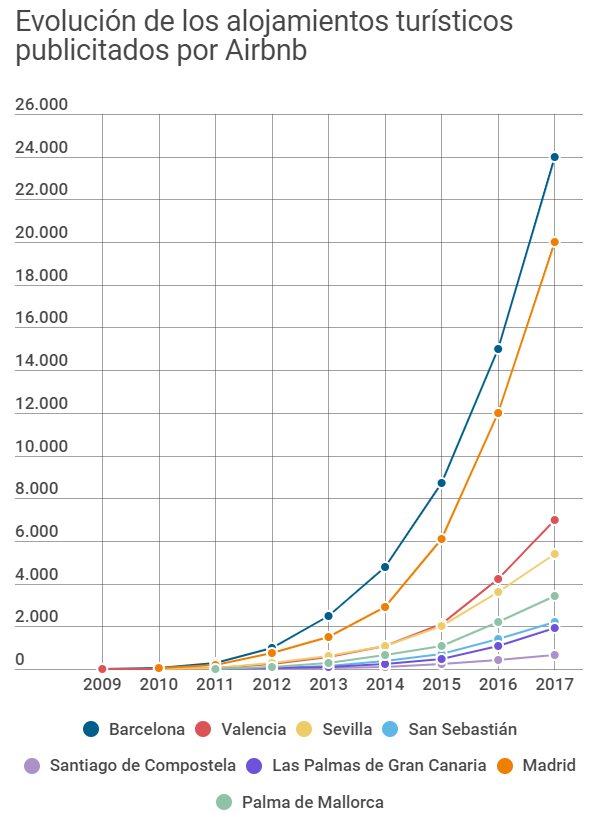 Evolución de los alojamientos turísticos
publicitados por Airbnb
26.000
24.000
22.000
20.000
18.000
16.000
14.000
12.000
10.000
8.000
6.000
4.000
2.000
0
2009 2010 2011 2012 2013 2014 2015 2016 2017
Barcelona Valencia Sevilla San Sebastián
Santiago de Compostela Las Palmas de Gran Canaria Madrid
Palma de Mallorca